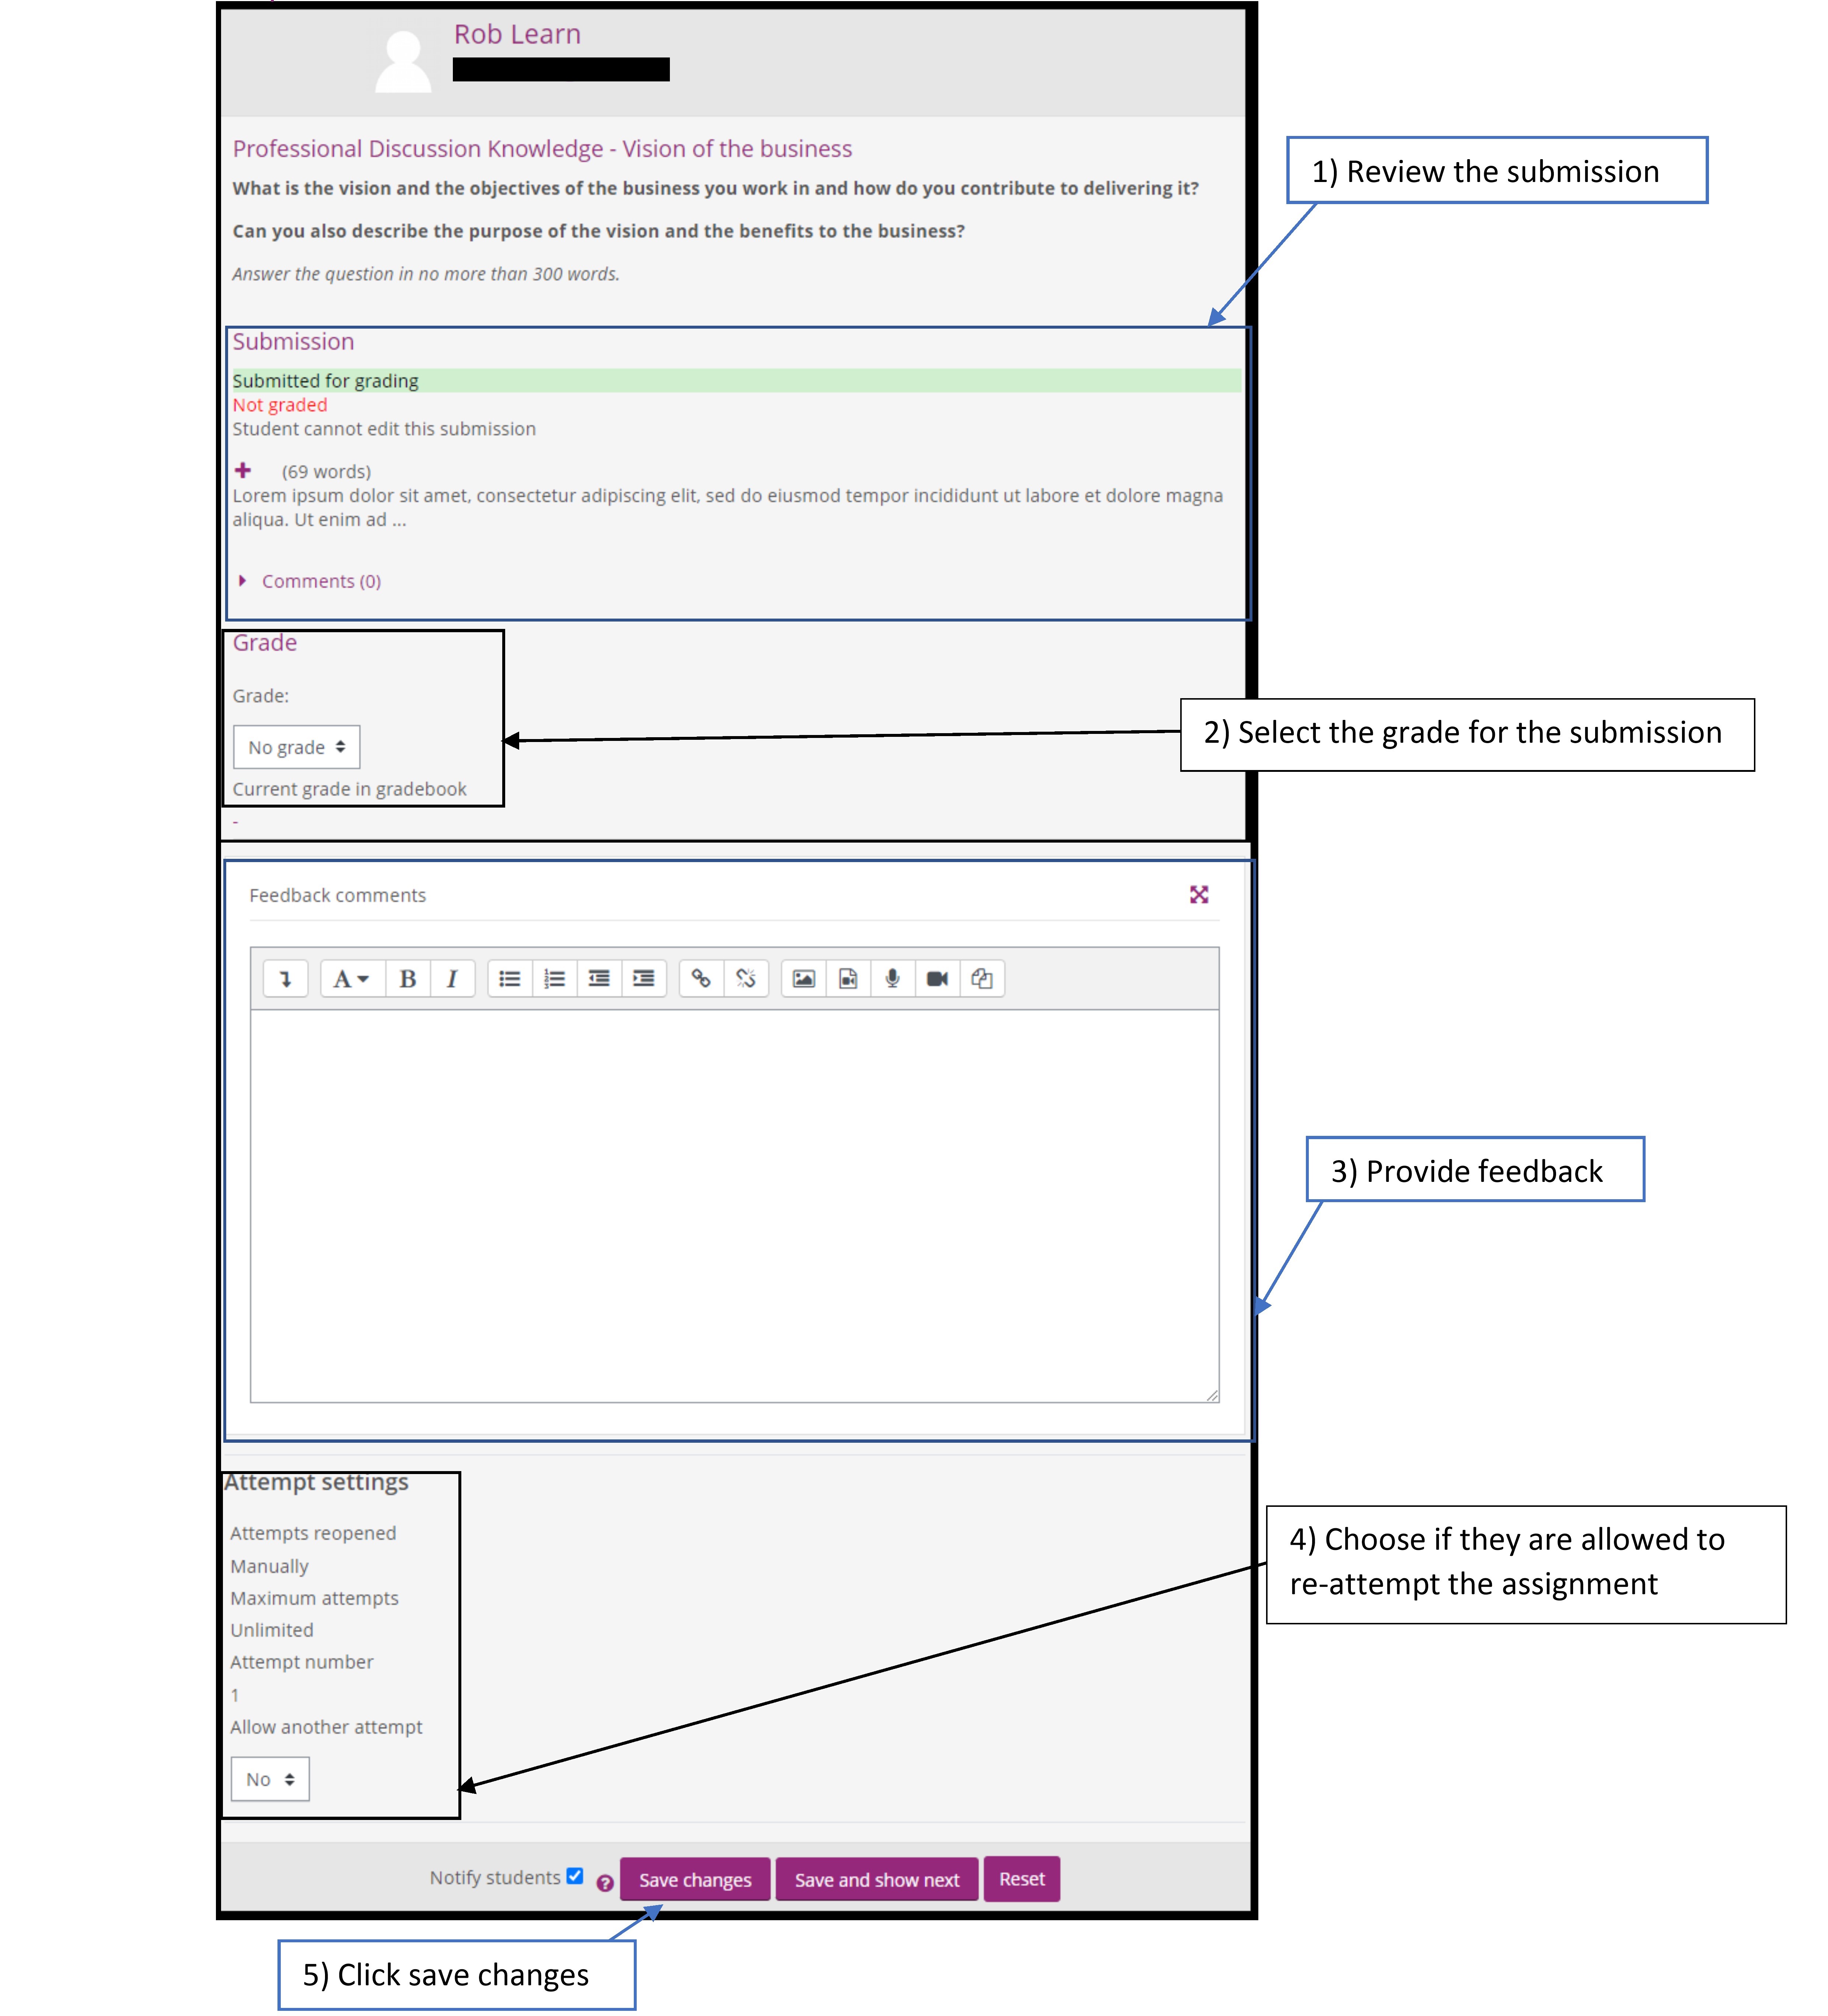 Rob Learn
Professional Discussion Knowledge - Vision of the business
1) Review the submission
What is the vision and the objectives of the business you work in and how do you contribute to delivering it?
Can you also describe the purpose of the vision and the benefits to the business?
Answer the question in no more than 300 words.
Submission
Submitted for grading
Not graded
Student cannot edit this submission
(69 words)
Lorem ipsum dolor sit amet, consectetur adipiscing elit, sed do eiusmod tempor incididunt ut labore et dolore magna
aliqua. Ut enim ad ...
Comments (0)
Grade
Grade:
2) Select the grade for the submission
No grade
Current grade in gradebook
-
Feedback comments
A B I
3) Provide feedback
Attempt settings
Attempts reopened
Manually
Maximum attempts
Unlimited
Attempt number
1
Allow another attempt
No
4) Choose if they are allowed to
re-attempt the assignment
Notify students ? Save changes Save and show next Reset
5) Click save changes